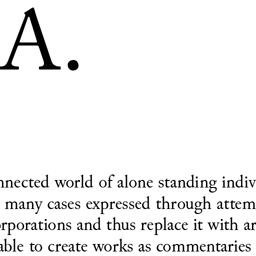 A.
nnected world of alone standing indiv
many cases expressed through attem
rporations and thus replace it with ar
able to create works as commentaries